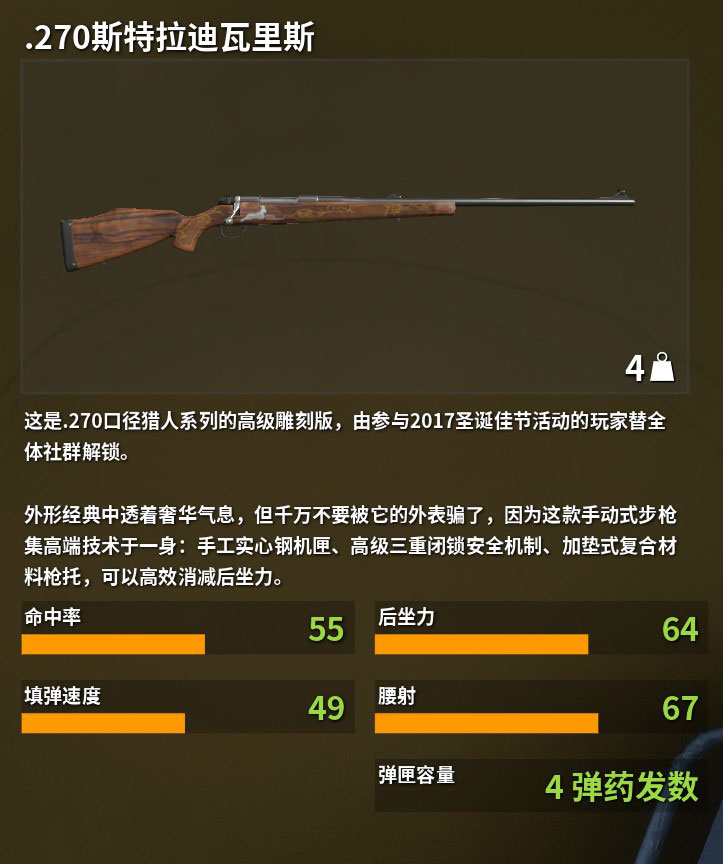 .270斯特拉迪瓦里斯
4
这是.270口径猎人系列的高级雕刻版，由参与2017圣诞佳节活动的玩家替全
体社群解锁。
外形经典中透着奢华气息，但千万不要被它的外表骗了，因为这款手动式步枪
集高端技术于一身：手工实心钢机匣、高级三重闭锁安全机制、加垫式复合材
料枪托，可以高效消减后坐力。
命中率 55 后坐力 64
填弹速度 49 腰射 67
弹匣容量 4 弹药发数